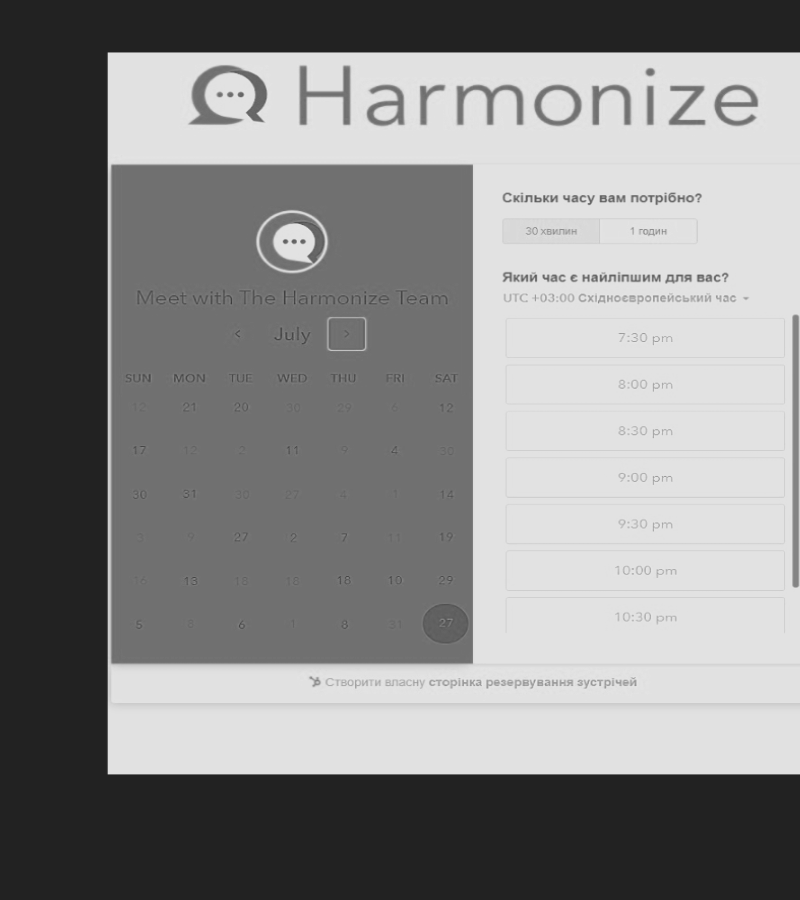 Harmonize
Meet with The Harmonize Team
< July >
SUN MON TUE WED THU FRI SAT
12 21 20 30 29 6 12
17 12 2 11 9 4 30
30 31 30 27 4 1 14
3 9 27 2 7 11 19
16 13 18 18 18 10 29
5 8 6 1 8 31 27
Скільки часу вам потрібно?
30 хвилин 1 годин
Який час є найліпшим для вас?
UTC +03:00 Східноєвропейський час
7:30 pm
8:00 pm
8:30 pm
9:00 pm
9:30 pm
10:00 pm
10:30 pm
Створити власну сторінка резервування зустрічей